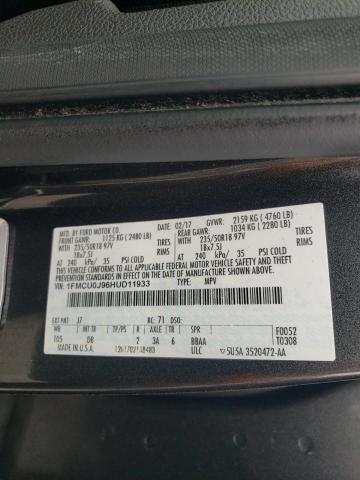 MFD. BY FORD MOTOR CO. 02/17 GVWR: 2159 KG (4760 LB)
FRONT GAWR: 1125 KG (2480 LB) REAR GAWR: 1034 KG (2280 LB)
WITH 235/50R18 97V TIRES WITH 235/50R18 97V TIRES
18x7.5J RIMS 18x7.5J RIMS
AT 240 kPa/ 35 PSI COLD AT 240 kPa/ 35 PSI COLD
THIS VEHICLE CONFORMS TO ALL APPLICABLE FEDERAL MOTOR VEHICLE SAFETY AND THEFT PREVENTION STANDARDS IN EFFECT ON THE DATE OF MANUFACTURE SHOWN ABOVE.
VIN: 1FMCU0J96HUD11933 TYPE: MPV
EXT PNT: J7 RC: 71 DSO:
WB INT TR TP/PS R AXLE TR SPR F0052
105 DB 2 3A 6 BBAA T0308
MADE IN U.S.A. ULC 5U5A 3520472-AA